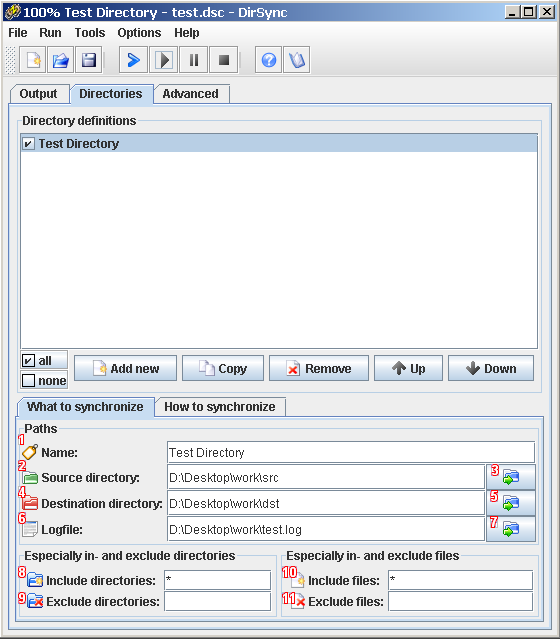 100% Test Directory - test.dsc - DirSync
File Run Tools Options Help
Output Directories Advanced
Directory definitions
Test Directory
all
none
Add new Copy Remove Up Down
What to synchronize How to synchronize
Paths
1 Name: Test Directory
2 Source directory: D:\Desktop\work\src 3
4 Destination directory: D:\Desktop\work\dst 5
6 Logfile: D:\Desktop\work\test.log 7
Especially in- and exclude directories
8 Include directories: *
9 Exclude directories:
Especially in- and exclude files
10 Include files: *
11 Exclude files: